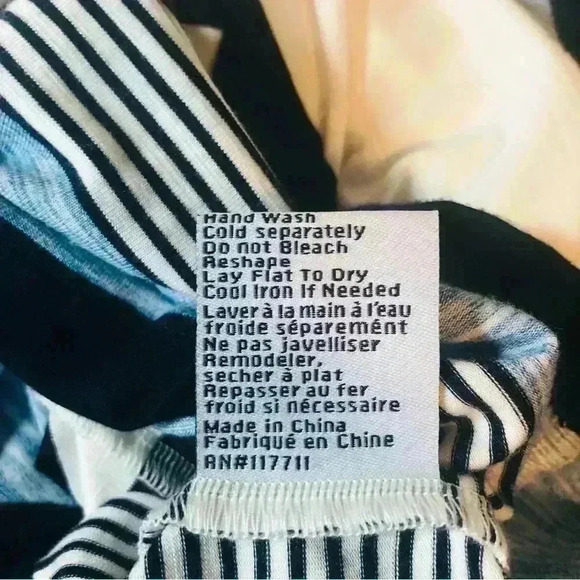 Hand Wash
Cold separately
Do not Bleach
Reshape
Lay Flat To Dry
Cool Iron If Needed
Laver à la main à l'eau
froide séparemént
Ne pas javelliser
Remodeler,
secher à plat
Repasser au fer
froid si nécessaire
Made in China
Fabriqué en Chine
RN#117711